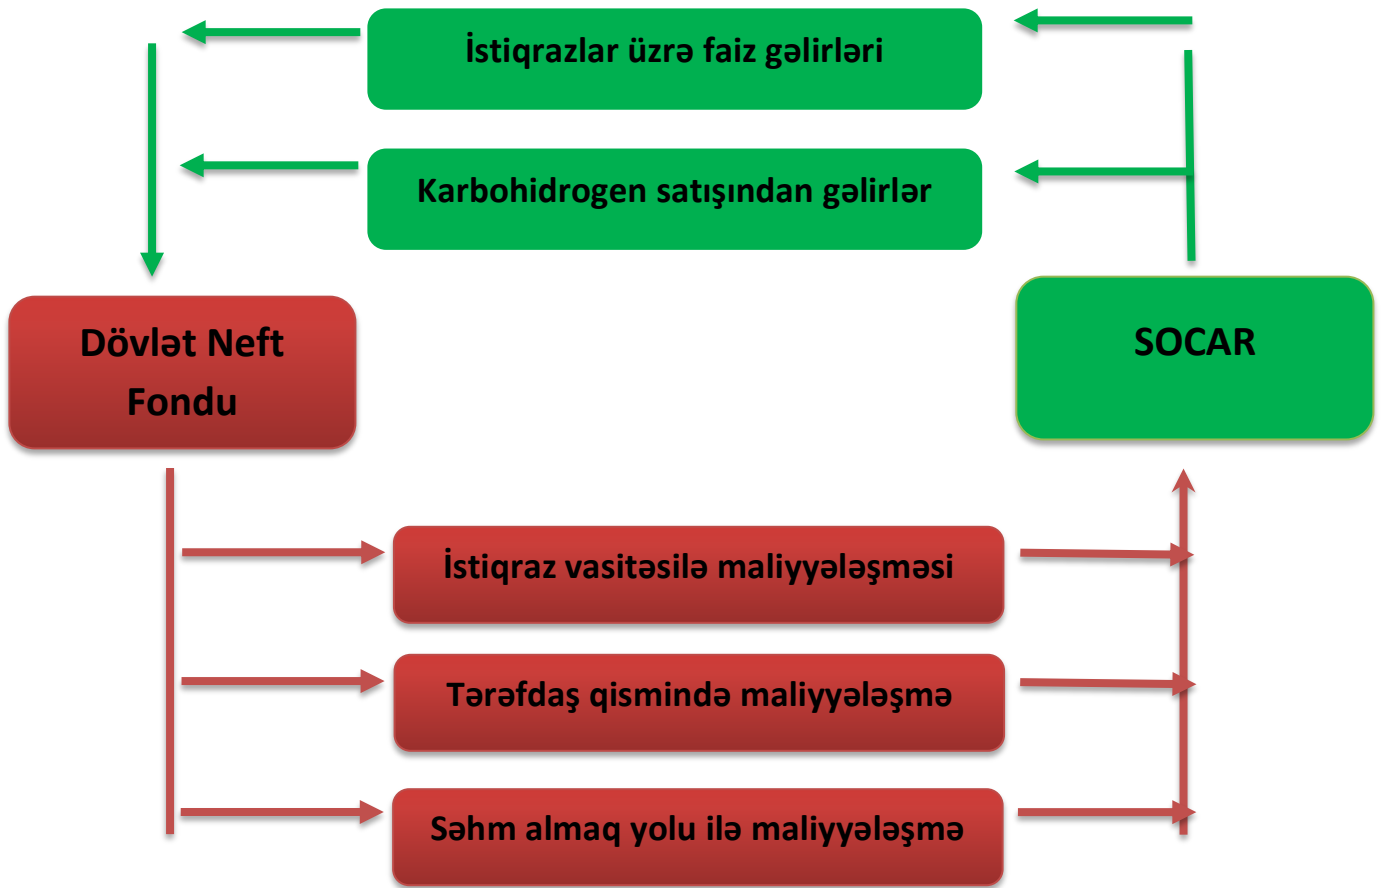 İstiqrazlar üzrə faiz gəlirləri
Karbohidrogen satışından gəlirlər
Dövlət Neft
Fondu
SOCAR
İstiqraz vasitəsilə maliyyələşməsi
Tərəfdaş qismində maliyyələşmə
Səhm almaq yolu ilə maliyyələşmə